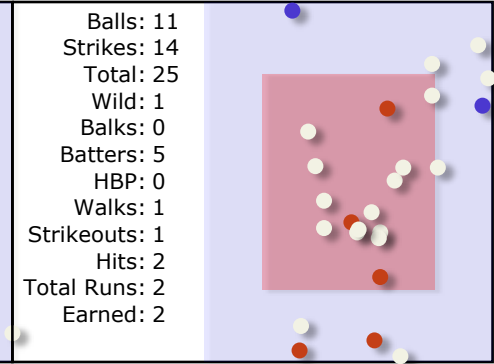 Balls: 11
Strikes: 14
Total: 25
Wild: 1
Balks: 0
Batters: 5
HBP: 0
Walks: 1
Strikeouts: 1
Hits: 2
Total Runs: 2
Earned: 2